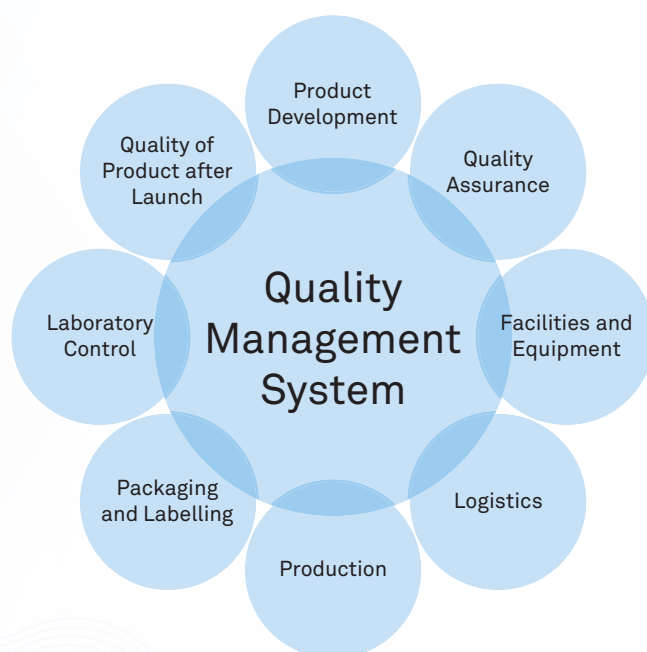 Product
Development
Quality
Assurance
Facilities and
Equipment
Logistics
Production
Packaging
and Labelling
Laboratory
Control
Quality of
Product after
Launch
Quality
Management
System